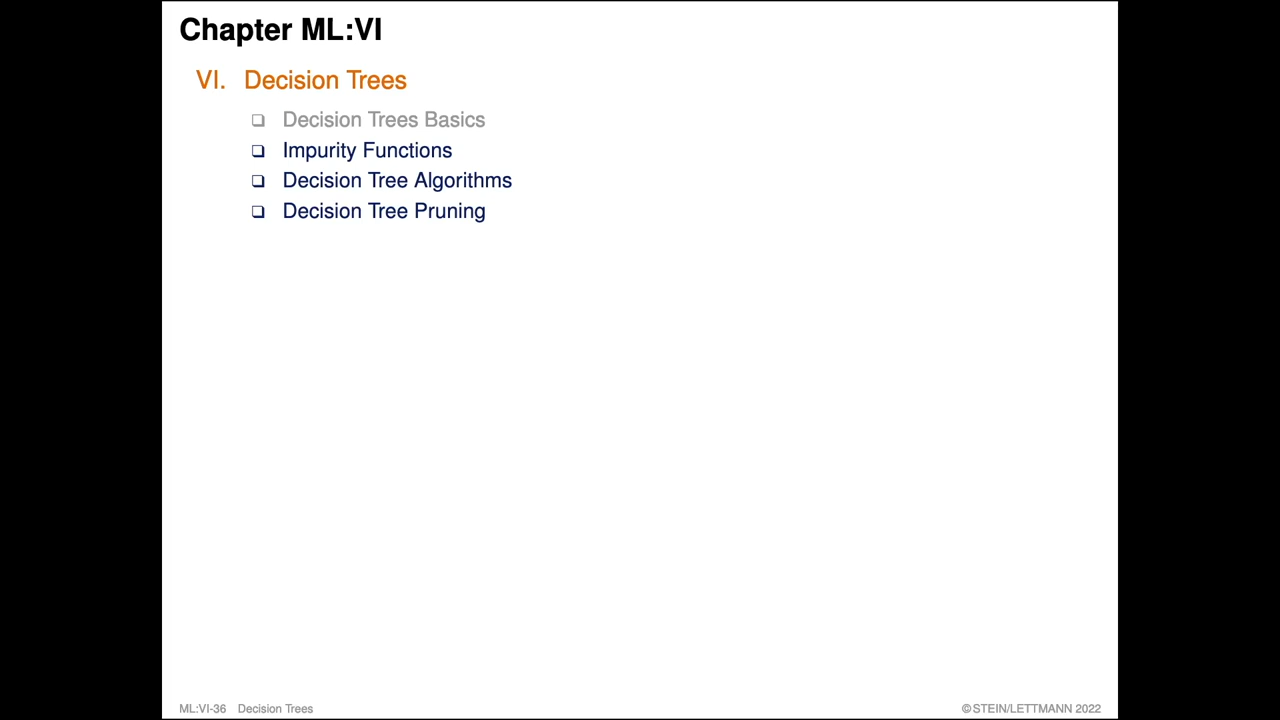 Chapter ML:VI
VI. Decision Trees
❑ Decision Trees Basics
❑ Impurity Functions
❑ Decision Tree Algorithms
❑ Decision Tree Pruning
ML:VI-36 Decision Trees
©STEIN/LETTMANN 2022